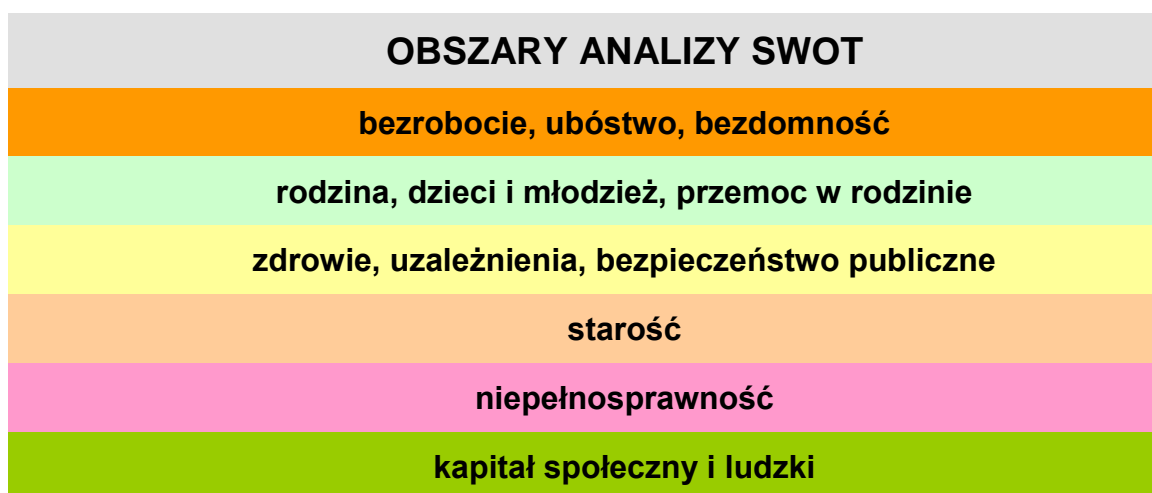 OBSZARY ANALIZY SWOT
bezrobocie, ubóstwo, bezdomność
rodzina, dzieci i młodzież, przemoc w rodzinie
zdrowie, uzależnienia, bezpieczeństwo publiczne
starość
niepełnosprawność
kapitał społeczny i ludzki